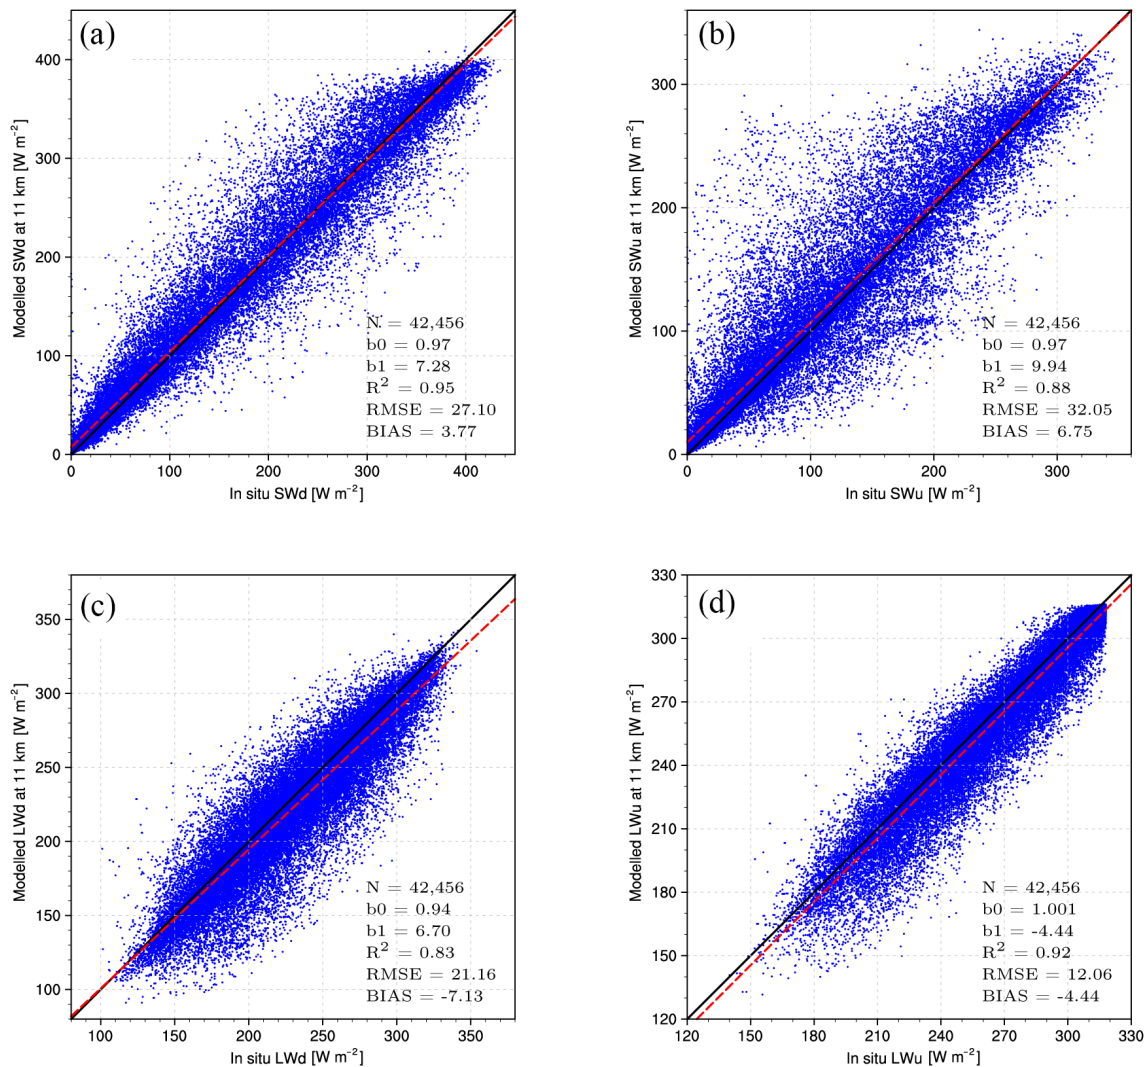 (a)
400
300
200
100
0
Modelled SWd at 11 km [W m⁻²]
N = 42,456
b0 = 0.97
b1 = 7.28
R² = 0.95
RMSE = 27.10
BIAS = 3.77
0 100 200 300 400
In situ SWd [W m⁻²]
(b)
300
200
100
0
Modelled SWu at 11 km [W m⁻²]
N = 42,456
b0 = 0.97
b1 = 9.94
R² = 0.88
RMSE = 32.05
BIAS = 6.75
0 100 200 300
In situ SWu [W m⁻²]
(c)
350
300
250
200
150
100
Modelled LWd at 11 km [W m⁻²]
N = 42,456
b0 = 0.94
b1 = 6.70
R² = 0.83
RMSE = 21.16
BIAS = -7.13
100 150 200 250 300 350
In situ LWd [W m⁻²]
(d)
330
300
270
240
210
180
150
120
Modelled LWu at 11 km [W m⁻²]
N = 42,456
b0 = 1.001
b1 = -4.44
R² = 0.92
RMSE = 12.06
BIAS = -4.44
120 150 180 210 240 270 300 330
In situ LWu [W m⁻²]